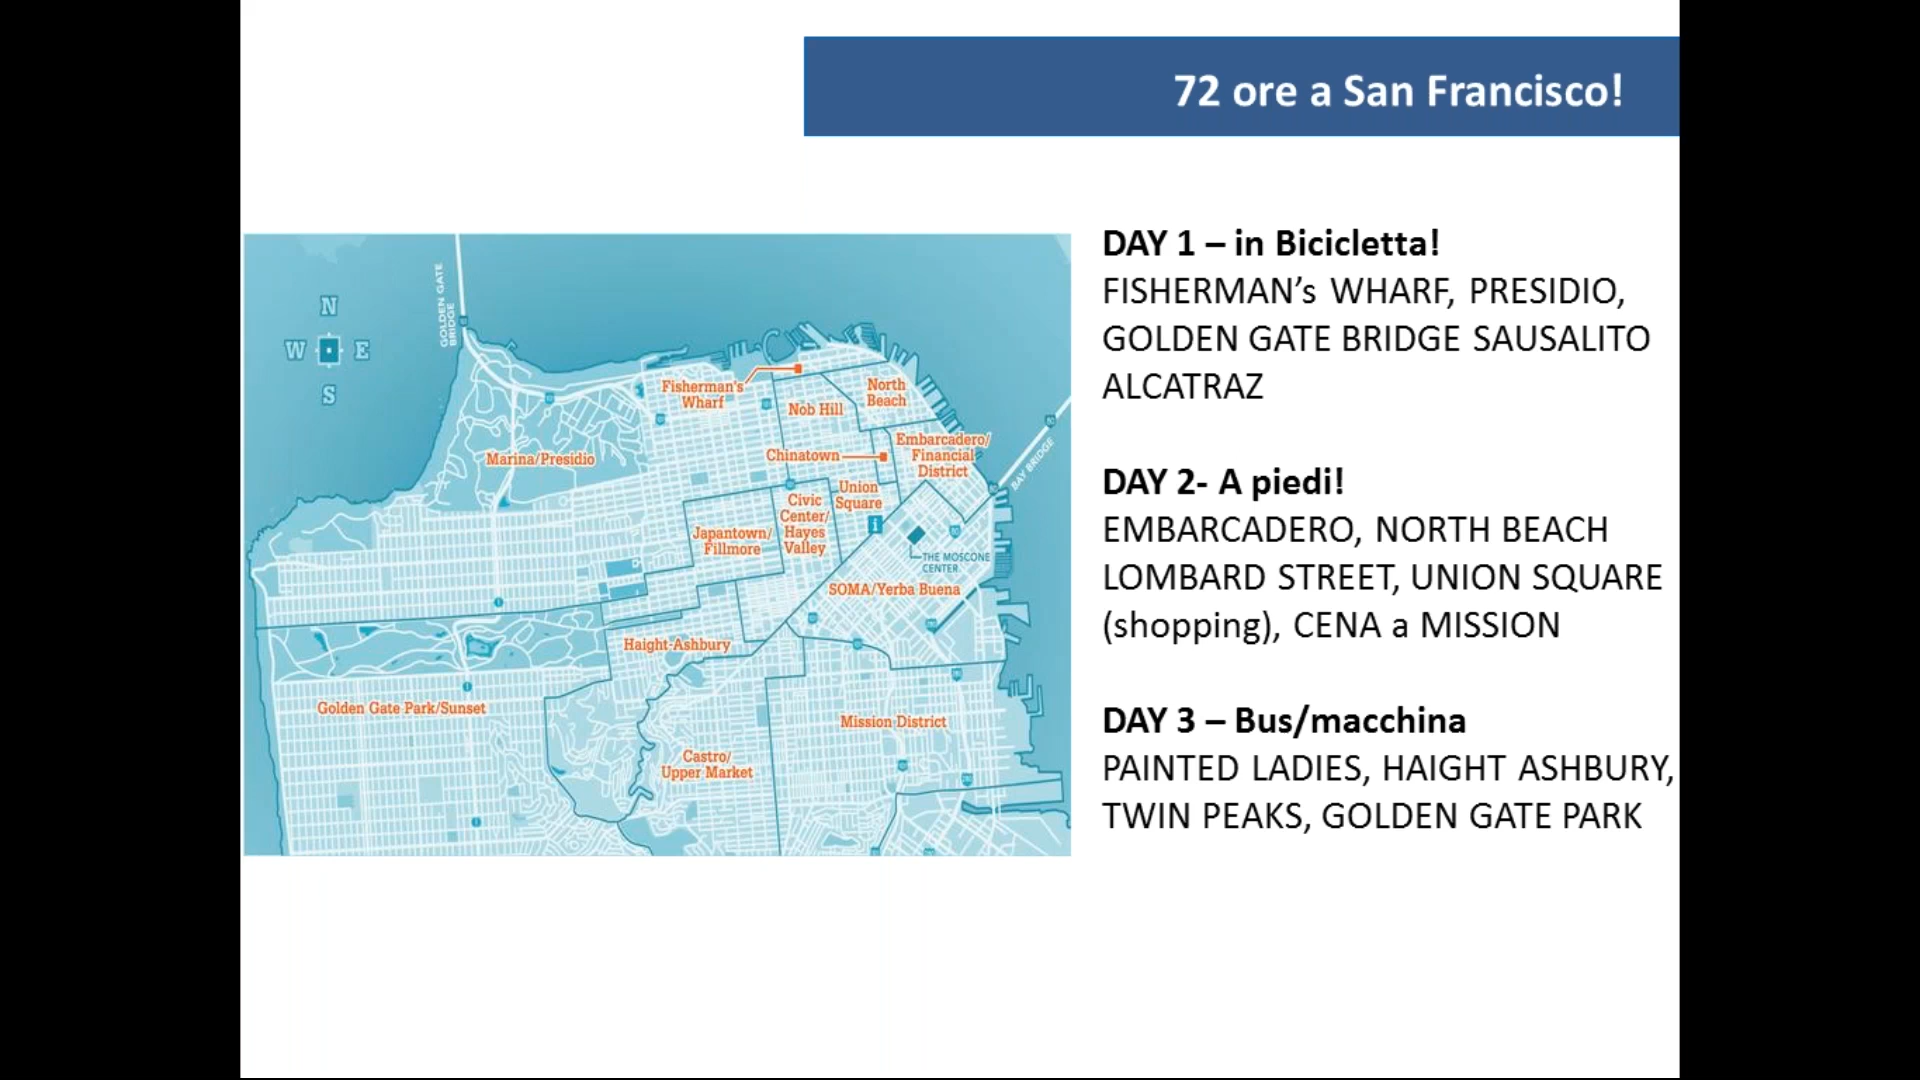 72 ore a San Francisco!
DAY 1 – in Bicicletta!
FISHERMAN’s WHARF, PRESIDIO,
GOLDEN GATE BRIDGE SAUSALITO
ALCATRAZ
DAY 2- A piedi!
EMBARCADERO, NORTH BEACH
LOMBARD STREET, UNION SQUARE
(shopping), CENA a MISSION
DAY 3 – Bus/macchina
PAINTED LADIES, HAIGHT ASHBURY,
TWIN PEAKS, GOLDEN GATE PARK
N
W
E
S
GOLDEN GATE
BRIDGE
Fisherman's
Wharf
North
Beach
Nob Hill
Marina/Presidio
Chinatown
Embarcadero/
Financial
District
BAY BRIDGE
Union
Square
Civic
Center/
Hayes
Valley
Japantown/
Fillmore
i
THE MOSCONE
CENTER
SOMA/Yerba Buena
Haight-Ashbury
Golden Gate Park/Sunset
Mission District
Castro/
Upper Market